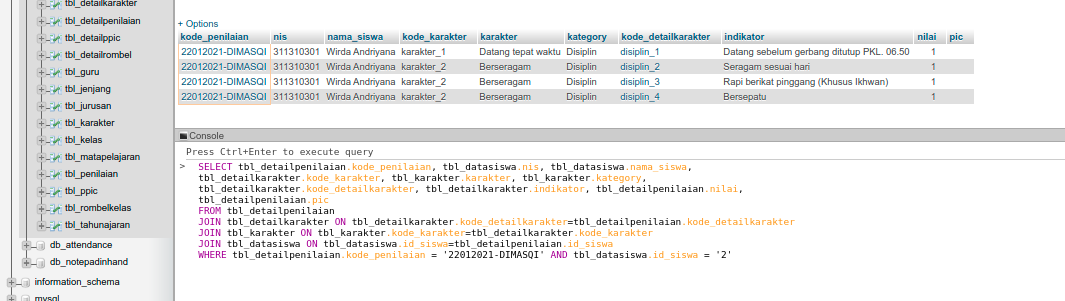 tbl_detailkarakter
tbl_detailpenilaian
tbl_detailppic
tbl_detailrombel
tbl_guru
tbl_jenjang
tbl_jurusan
tbl_karakter
tbl_kelas
tbl_matapelajaran
tbl_penilaian
tbl_ppic
tbl_rombelkelas
tbl_tahunajaran
db_attendance
db_notepadinhand
information_schema
mysql
+ Options
kode_penilaian nis nama_siswa kode_karakter karakter kategory kode_detailkarakter indikator nilai pic
22012021-DIMASQI 311310301 Wirda Andriyana karakter_1 Datang tepat waktu Disiplin disiplin_1 Datang sebelum gerbang ditutup PKL. 06.50 1
22012021-DIMASQI 311310301 Wirda Andriyana karakter_2 Berseragam Disiplin disiplin_2 Seragam sesuai hari 1
22012021-DIMASQI 311310301 Wirda Andriyana karakter_2 Berseragam Disiplin disiplin_3 Rapi berikat pinggang (Khusus Ikhwan) 1
22012021-DIMASQI 311310301 Wirda Andriyana karakter_2 Berseragam Disiplin disiplin_4 Bersepatu 1
Console
Press Ctrl+Enter to execute query
> SELECT tbl_detailpenilaian.kode_penilaian, tbl_datasiswa.nis, tbl_datasiswa.nama_siswa,
tbl_detailkarakter.kode_karakter, tbl_karakter.karakter, tbl_karakter.kategory,
tbl_detailkarakter.kode_detailkarakter, tbl_detailkarakter.indikator, tbl_detailpenilaian.nilai,
tbl_detailpenilaian.pic
FROM tbl_detailpenilaian
JOIN tbl_detailkarakter ON tbl_detailkarakter.kode_detailkarakter=tbl_detailpenilaian.kode_detailkarakter
JOIN tbl_karakter ON tbl_karakter.kode_karakter=tbl_detailkarakter.kode_karakter
JOIN tbl_datasiswa ON tbl_datasiswa.id_siswa=tbl_detailpenilaian.id_siswa
WHERE tbl_detailpenilaian.kode_penilaian = '22012021-DIMASQI' AND tbl_datasiswa.id_siswa = '2'